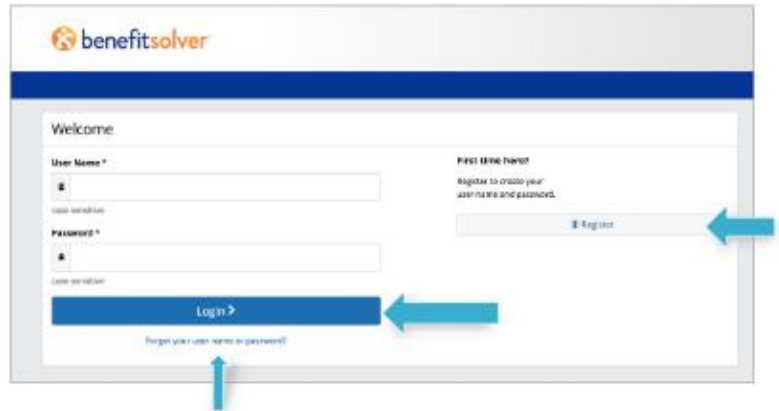 benefitsolver
Welcome
User Name *
case sensitive
Password *
case sensitive
Login
Forgot your user name or password?
First time here?
Register to create your
user name and password.
Register